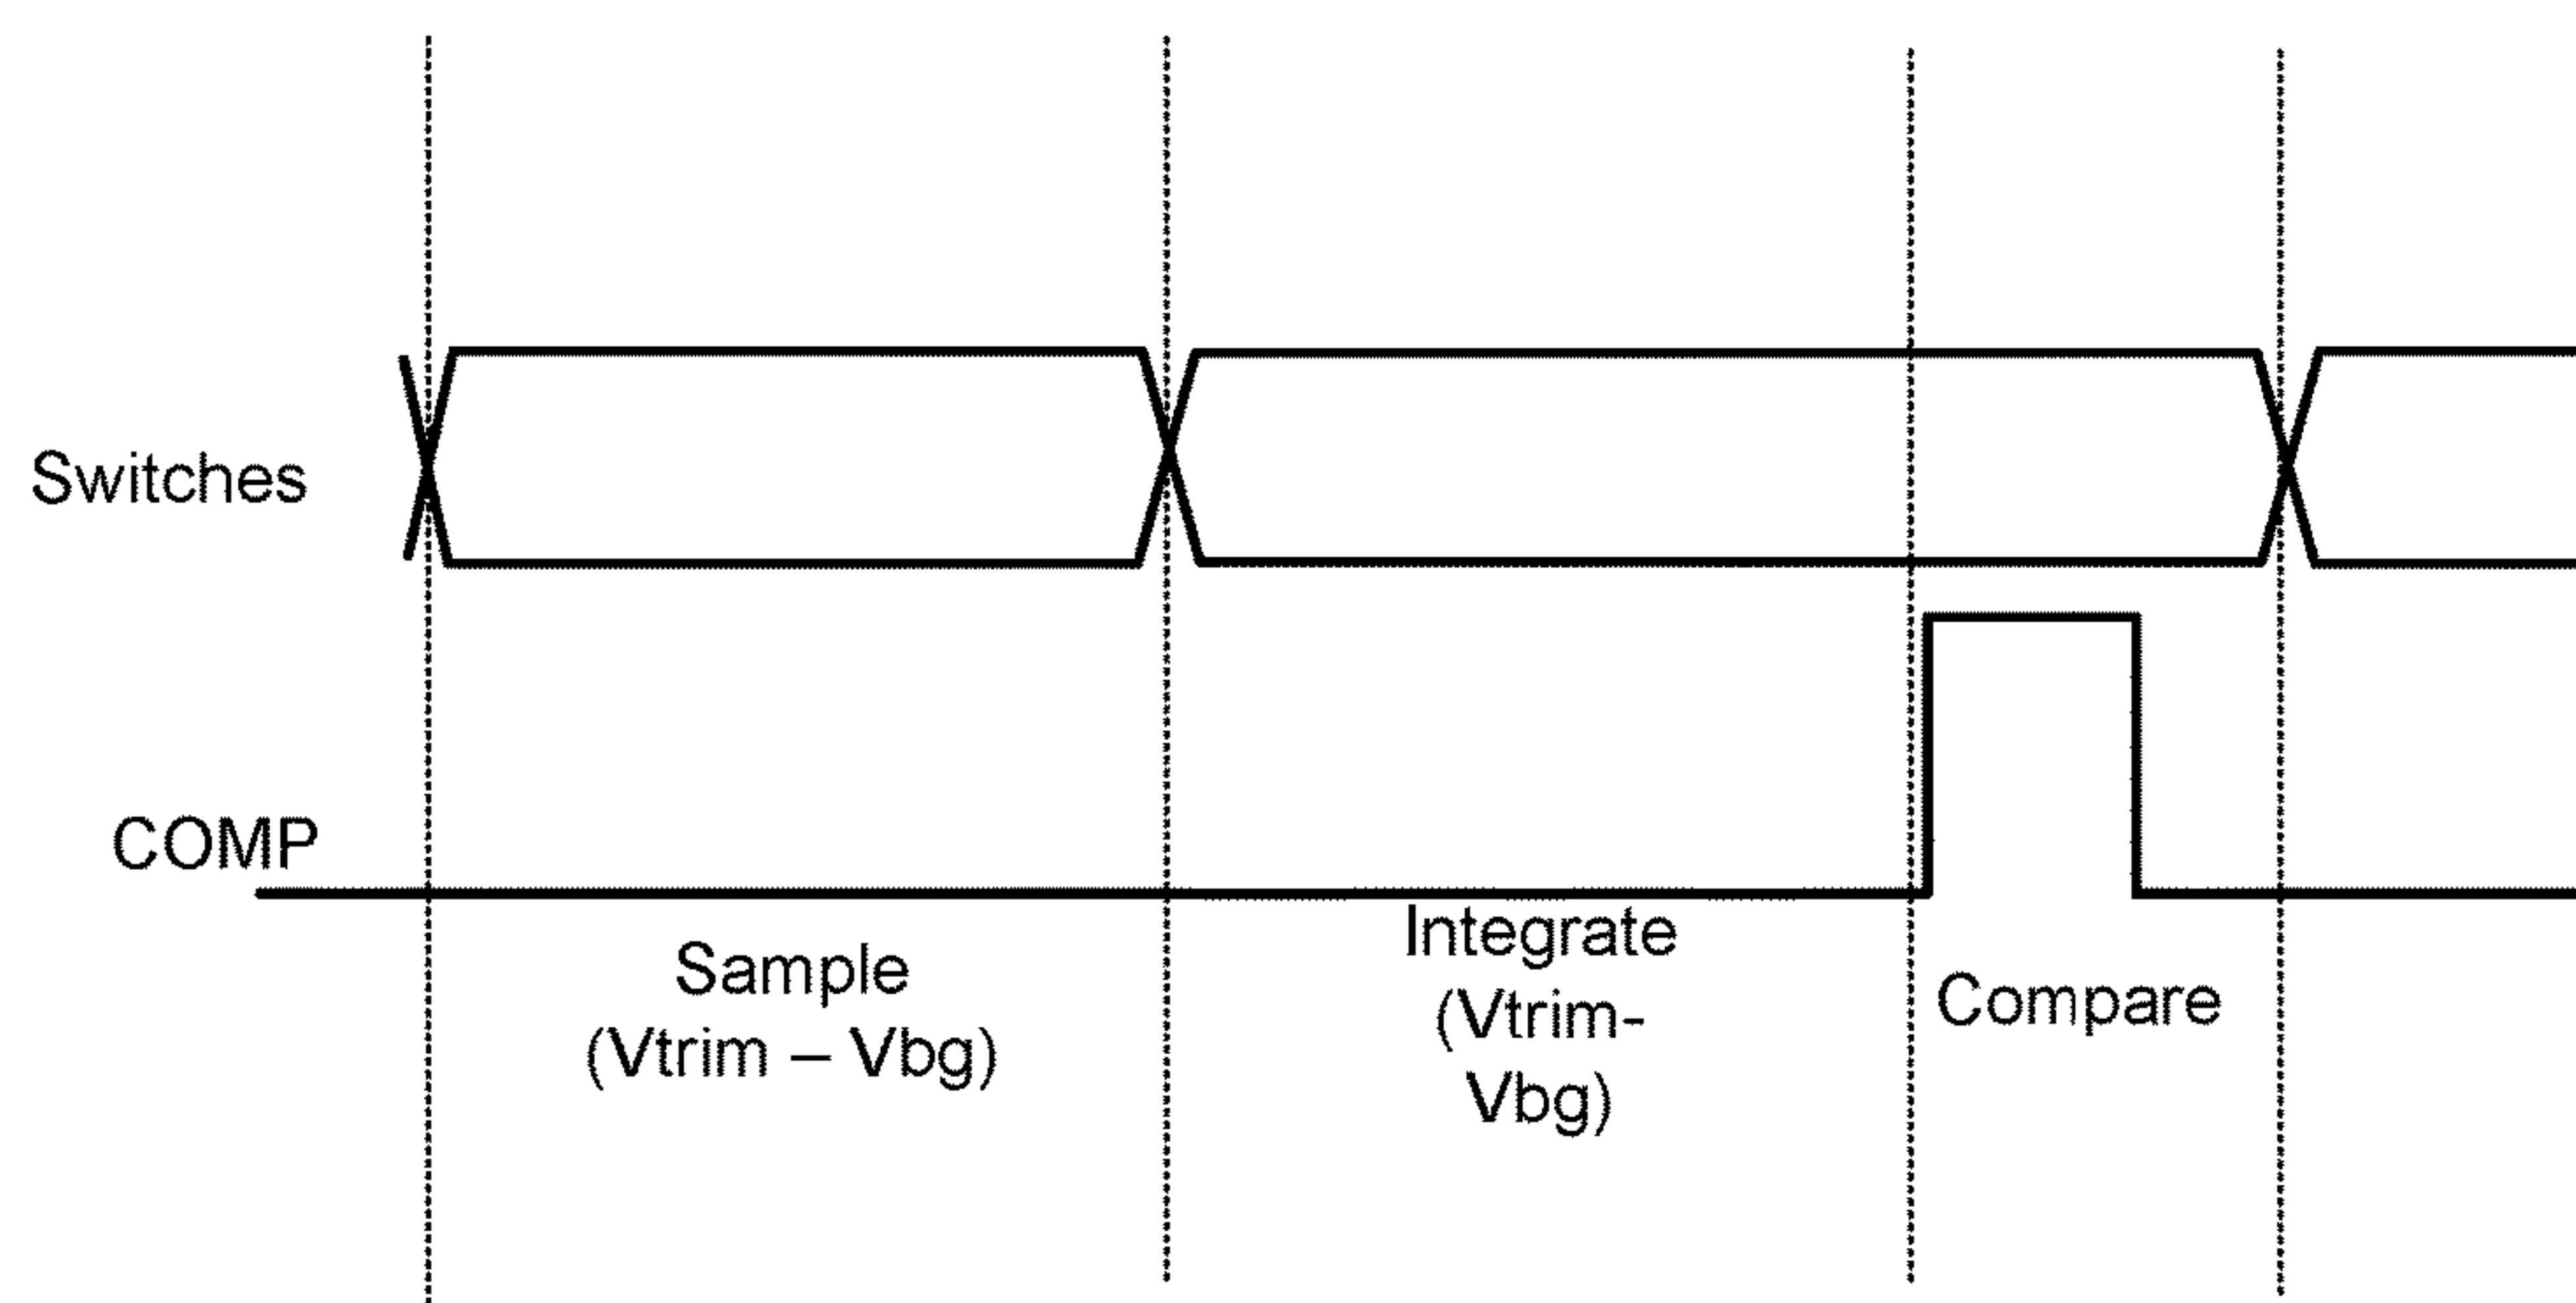 Switches
COMP
Sample
(Vtrim – Vbg)
Integrate
(Vtrim-
Vbg)
Compare